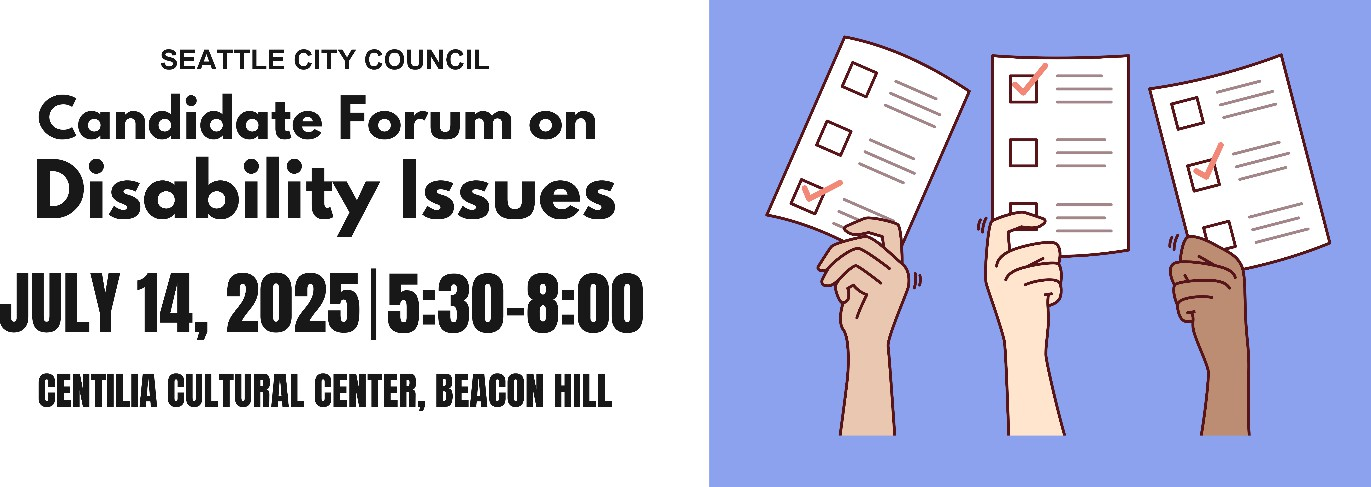 SEATTLE CITY COUNCIL
Candidate Forum on
Disability Issues
JULY 14, 2025|5:30-8:00
CENTILIA CULTURAL CENTER, BEACON HILL